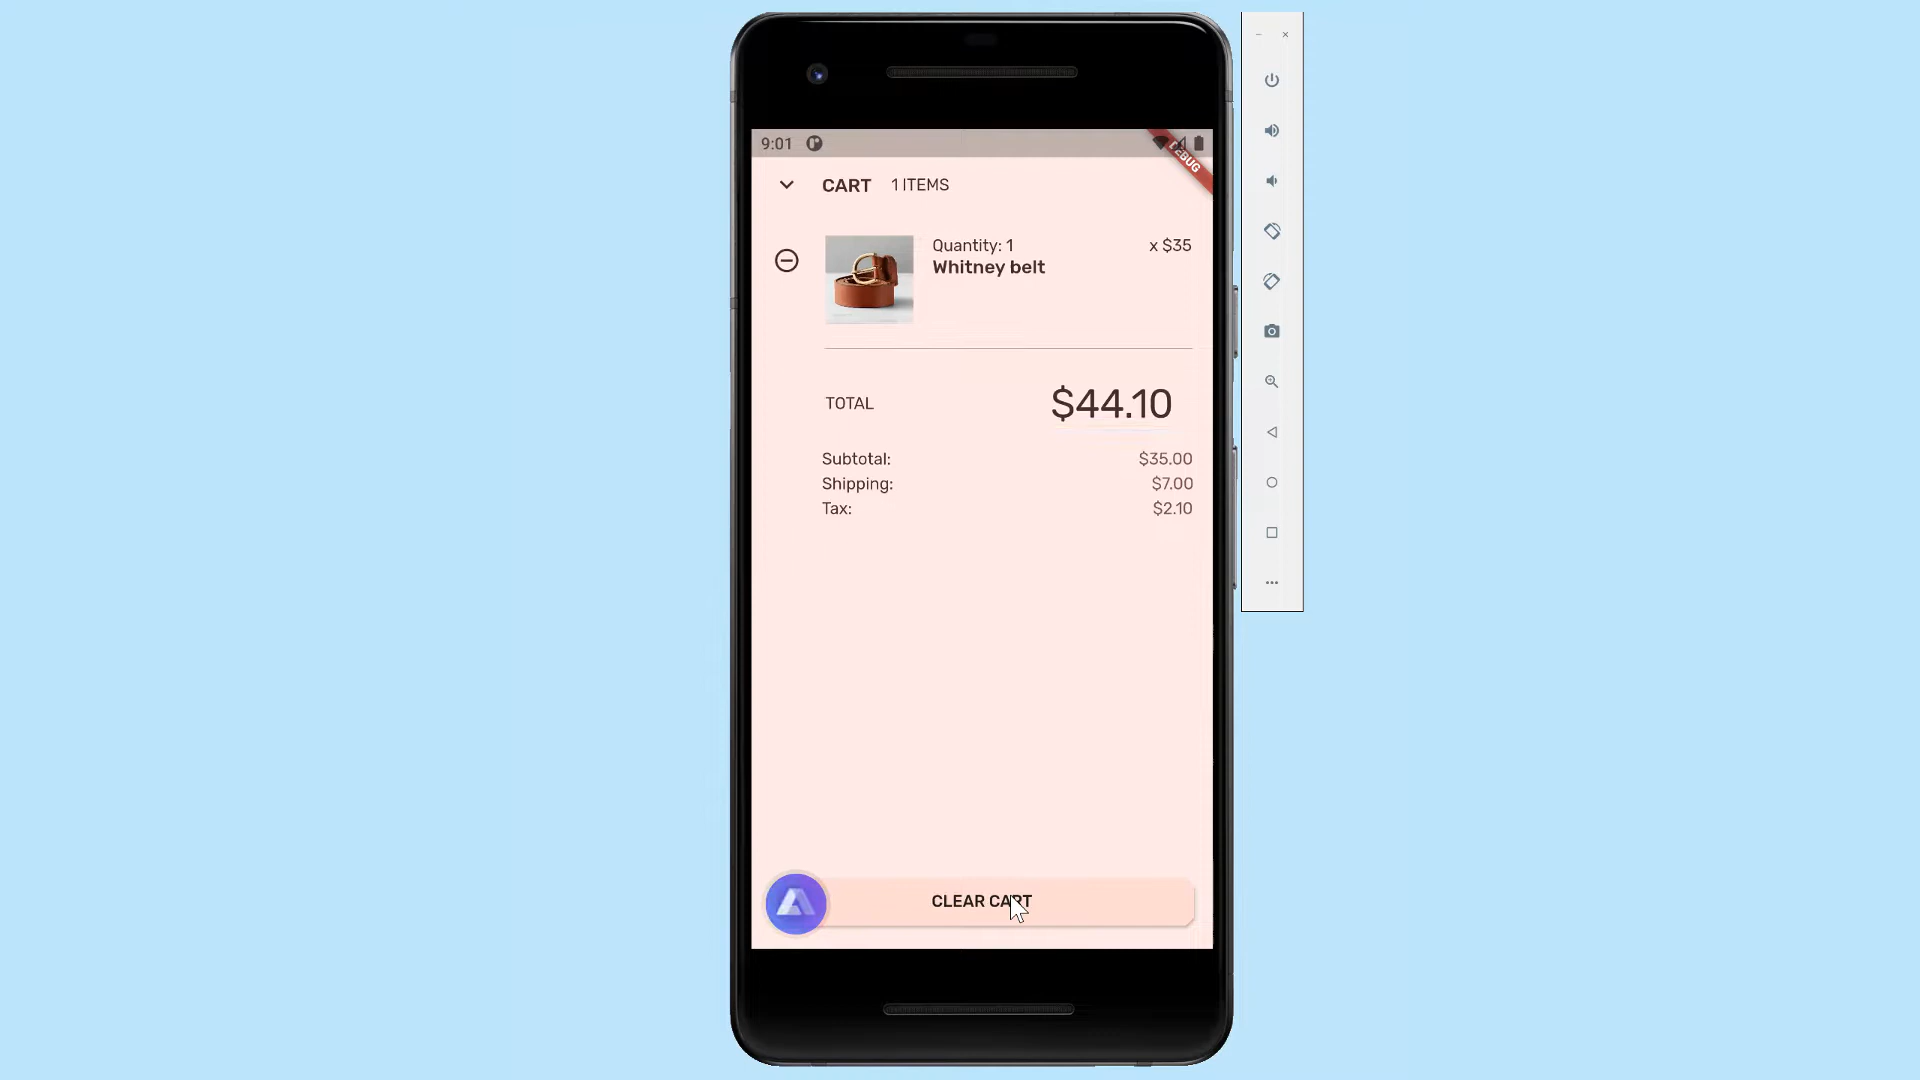 9:01
DEBUG
CART 1 ITEMS
Quantity: 1 x $35
Whitney belt
TOTAL $44.10
Subtotal: $35.00
Shipping: $7.00
Tax: $2.10
CLEAR CART